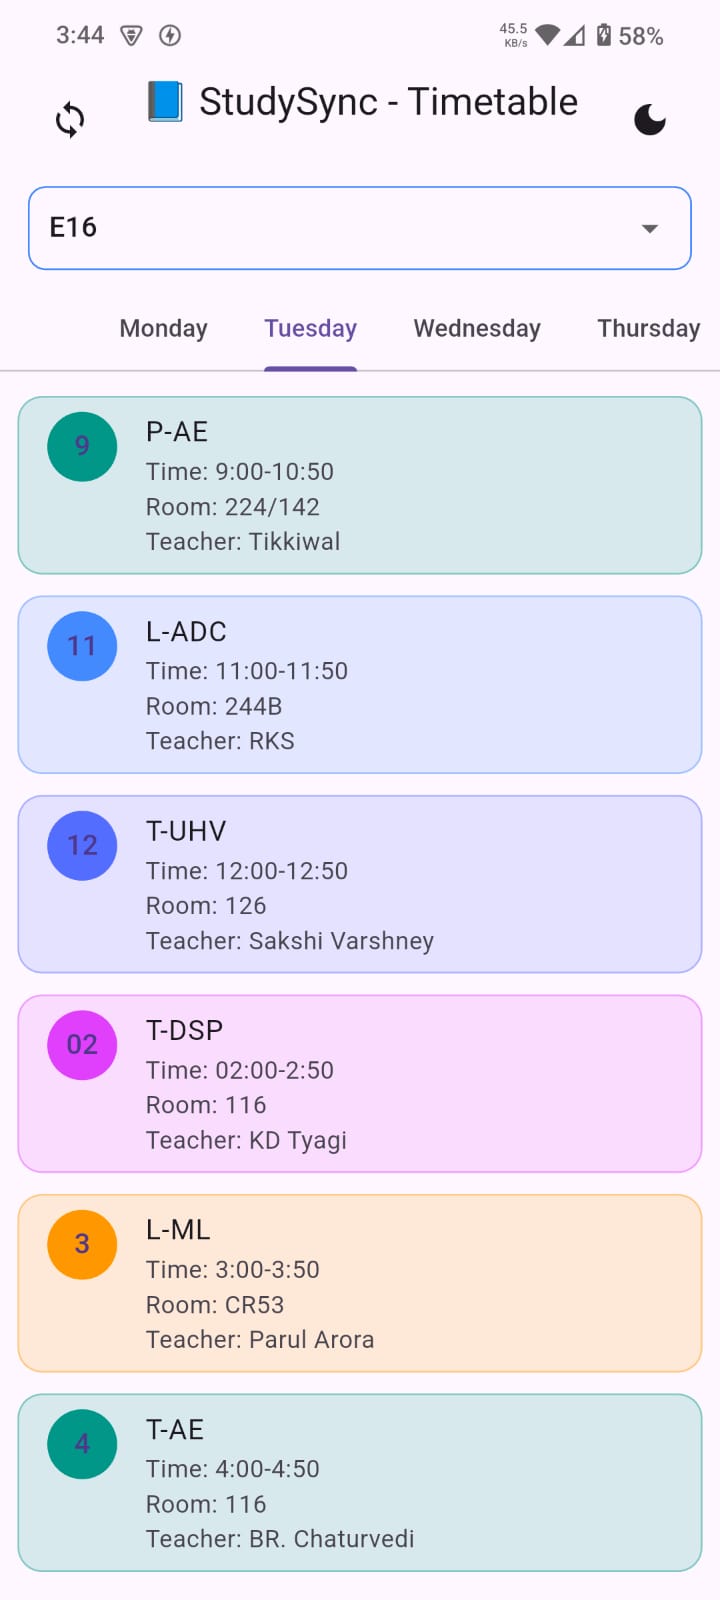 3:44
45.5
KB/s
58%
StudySync - Timetable
E16
Monday Tuesday Wednesday Thursday
9
P-AE
Time: 9:00-10:50
Room: 224/142
Teacher: Tikkiwal
11
L-ADC
Time: 11:00-11:50
Room: 244B
Teacher: RKS
12
T-UHV
Time: 12:00-12:50
Room: 126
Teacher: Sakshi Varshney
02
T-DSP
Time: 02:00-2:50
Room: 116
Teacher: KD Tyagi
3
L-ML
Time: 3:00-3:50
Room: CR53
Teacher: Parul Arora
4
T-AE
Time: 4:00-4:50
Room: 116
Teacher: BR. Chaturvedi